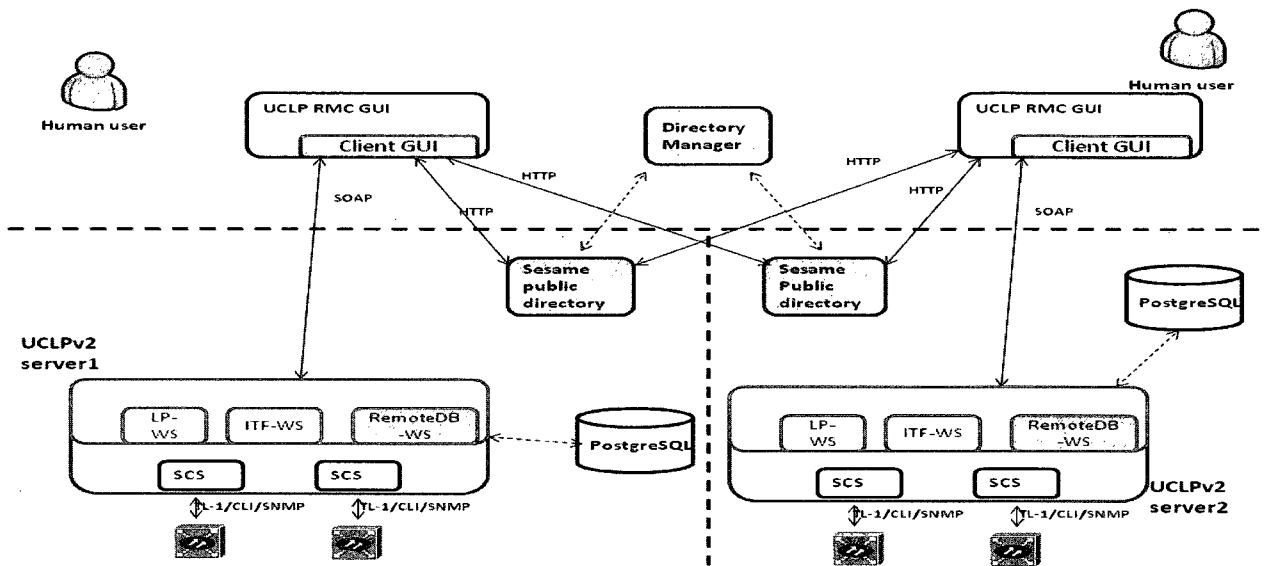 Human user
UCLP RMC GUI
Client GUI
Directory
Manager
Human user
UCLP RMC GUI
Client GUI
SOAP
HTTP
HTTP
HTTP
HTTP
SOAP
Sesame
public
directory
Sesame
Public
directory
PostgreSQL
UCLPv2
server1
LP-
WS
ITF-WS
RemoteDB
-WS
PostgreSQL
SCS
SCS
TL-1/CLI/SNMP
TL-1/CLI/SNMP
LP-
WS
ITF-WS
RemoteDB
-WS
SCS
SCS
UCLPv2
server2
TL-1/CLI/SNMP
TL-1/CLI/SNMP